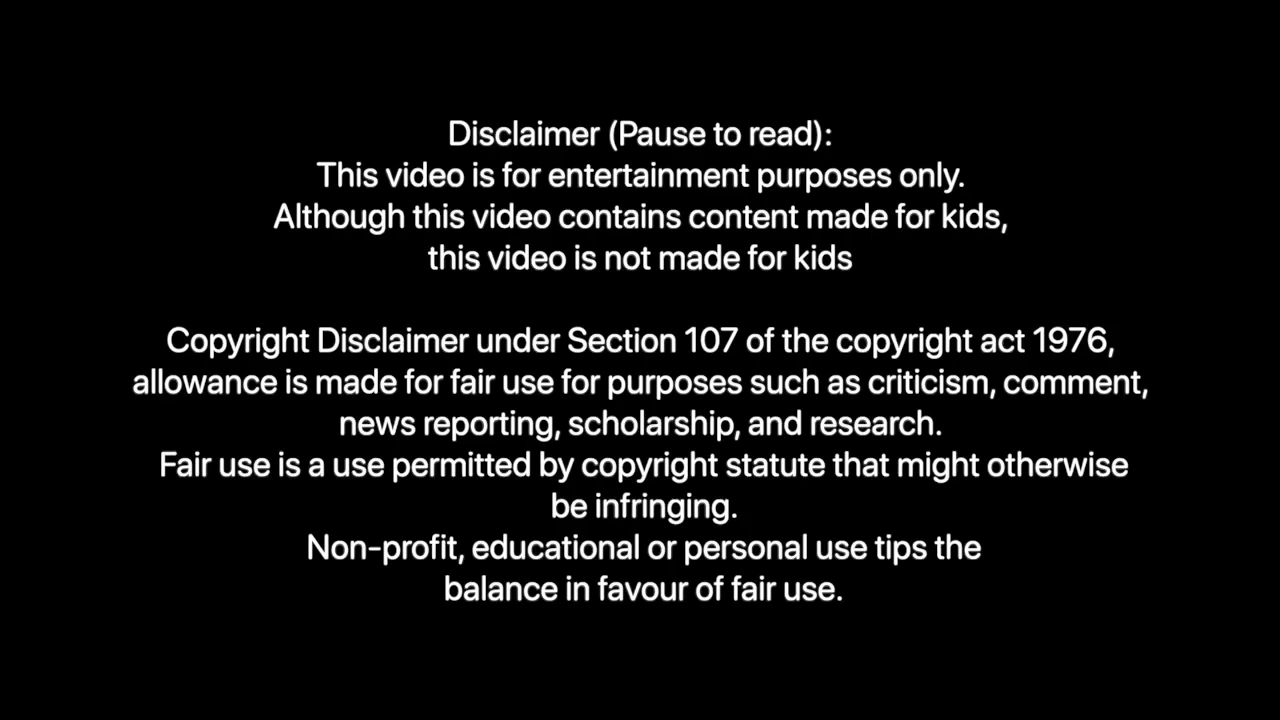 Disclaimer (Pause to read):
This video is for entertainment purposes only.
Although this video contains content made for kids,
this video is not made for kids
Copyright Disclaimer under Section 107 of the copyright act 1976,
allowance is made for fair use for purposes such as criticism, comment,
news reporting, scholarship, and research.
Fair use is a use permitted by copyright statute that might otherwise
be infringing.
Non-profit, educational or personal use tips the
balance in favour of fair use.